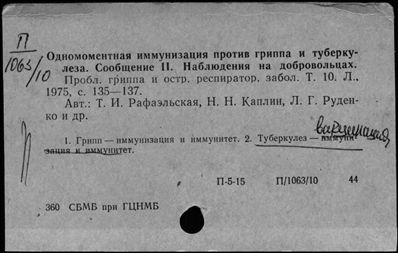 П
1063/10
Одномоментная иммунизация против гриппа и туберку-
леза. Сообщение II. Наблюдения на добровольцах.
Пробл. гриппа и остр. респиратор. забол. Т. 10. Л.,
1975, с. 135—137.
Авт.: Т. И. Рафаэльская, Н. Н. Каплин, Л. Г. Руден-
ко и др.
вакцинация
1. Грипп — иммунизация и иммунитет. 2. Туберкулез — иммуни-
зация и иммунитет.
П-5-15 П/1063/10 44
360 СБМБ при ГЦНМБ